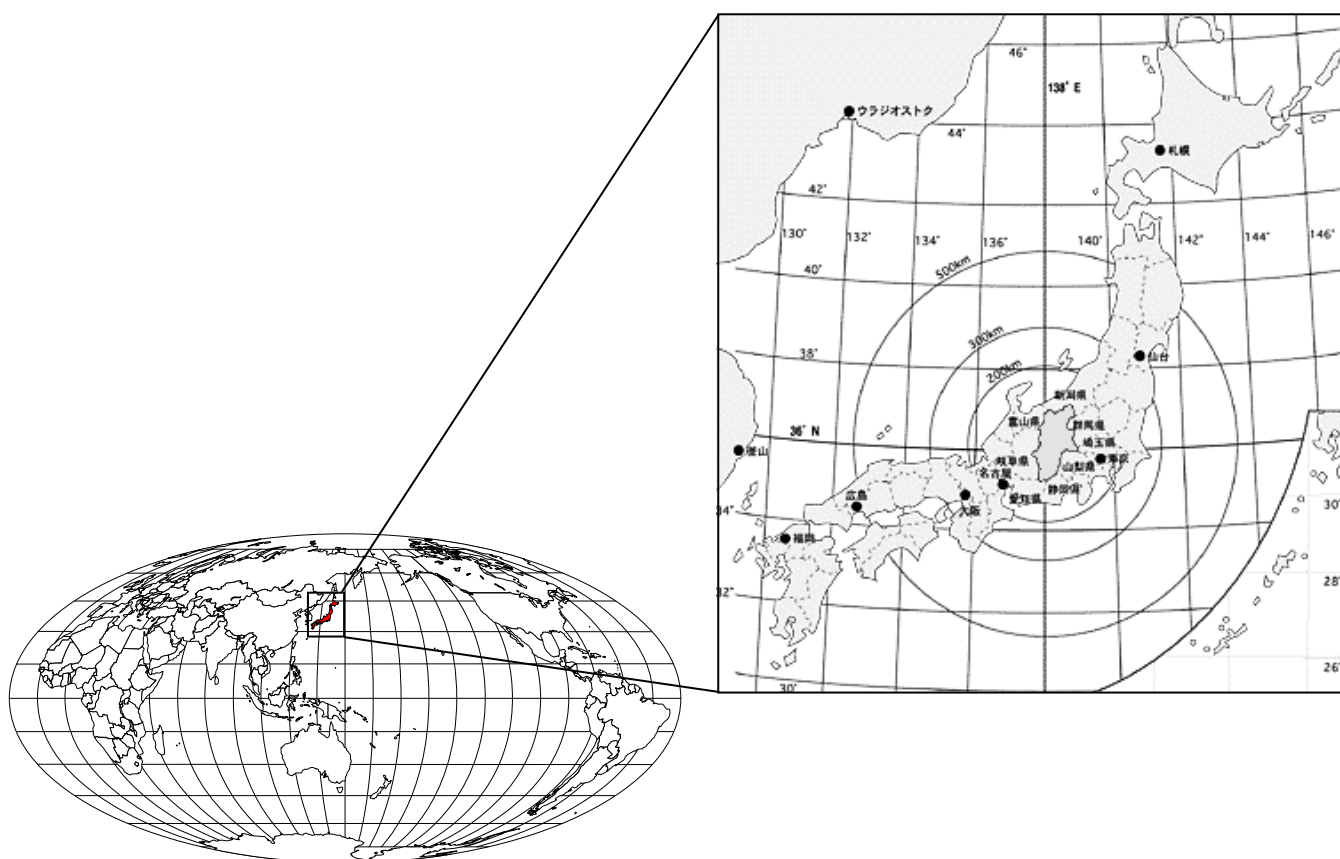 46°
138° E
ウラジオストク
44°
札幌
42°
130°
132°
134°
136°
140°
142°
144°
146°
40°
500km
300km
38°
仙台
200km
新潟県
富山県
群馬県
36° N
埼玉県
釜山
岐阜県
山梨県
東京
名古屋
静岡県
広島
愛知県
大阪
34°
30°
福岡
28°
32°
26°
30°